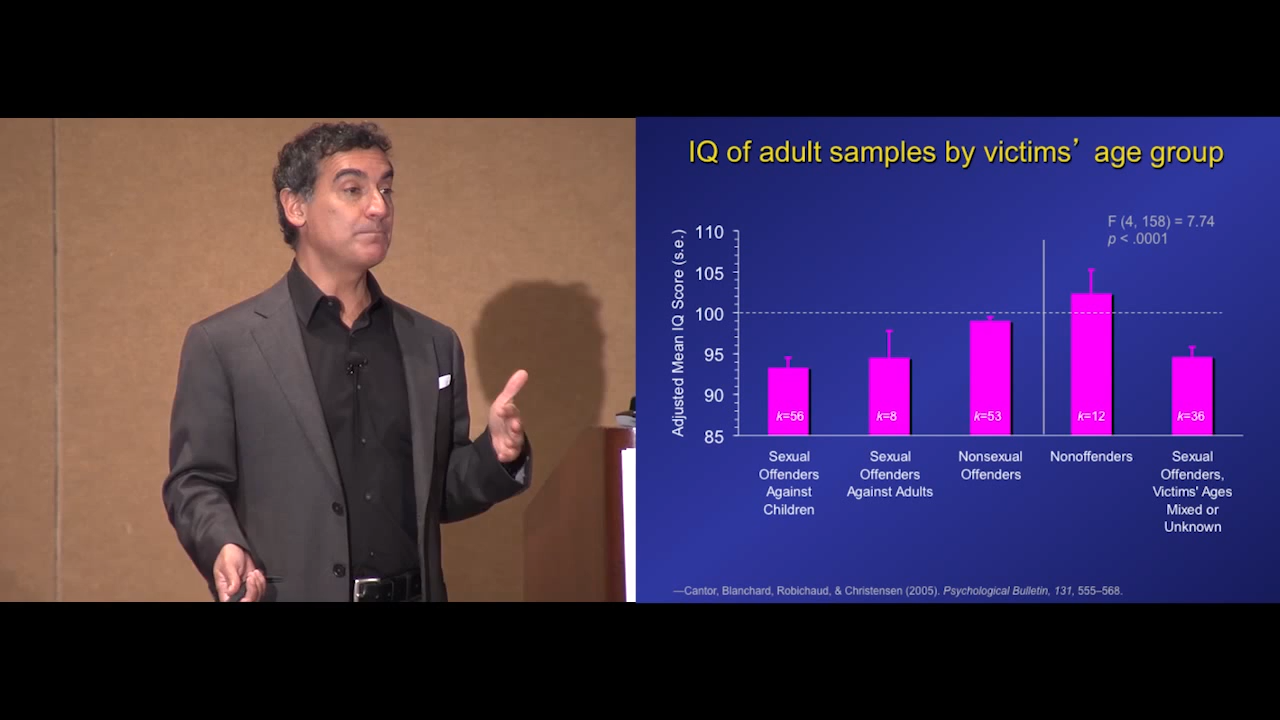 IQ of adult samples by victims’ age group
F (4, 158) = 7.74
p < .0001
Adjusted Mean IQ Score (s.e.)
110
105
100
95
90
85
k=56
k=8
k=53
k=12
k=36
Sexual
Offenders
Against
Children
Sexual
Offenders
Against Adults
Nonsexual
Offenders
Nonoffenders
Sexual
Offenders,
Victims' Ages
Mixed or
Unknown
—Cantor, Blanchard, Robichaud, & Christensen (2005). Psychological Bulletin, 131, 555–568.